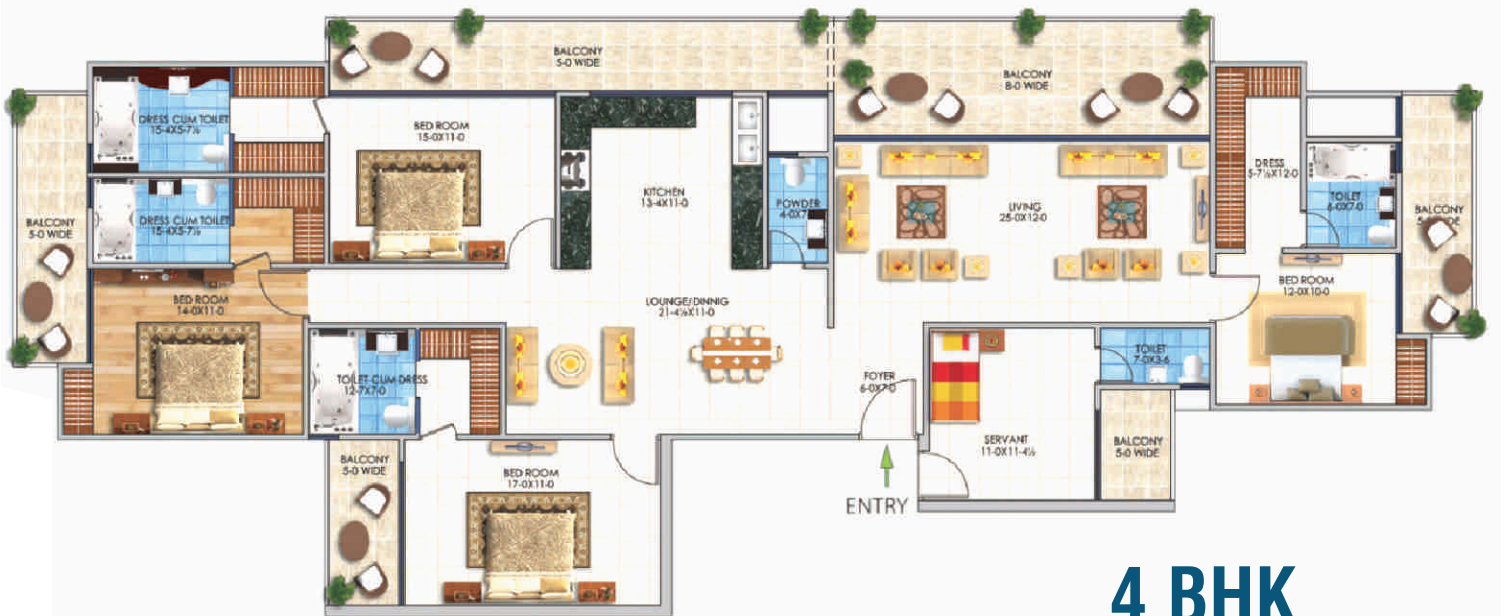 BALCONY
5-0 WIDE
BALCONY
8-0 WIDE
DRESS CUM TOILET
15-4X5-7½
BED ROOM
15-0X11-0
KITCHEN
13-4X11-0
POWDER
4-0X7
LIVING
25-0X12-0
DRESS
5-7½X12-0
TOILET
6-0X7-0
BALCONY
5-0 WIDE
DRESS CUM TOILET
15-4X5-7½
BALCONY
BED ROOM
14-0X11-0
LOUNGE/DINNIG
21-4½X11-0
BED ROOM
12-0X10-0
TOILET CUM DRESS
12-7X7-0
FOYER
6-0X7-0
TOILET
7-0X3-6
SERVANT
11-0X11-4½
BALCONY
5-0 WIDE
BALCONY
5-0 WIDE
BED ROOM
17-0X11-0
ENTRY
4 BHK